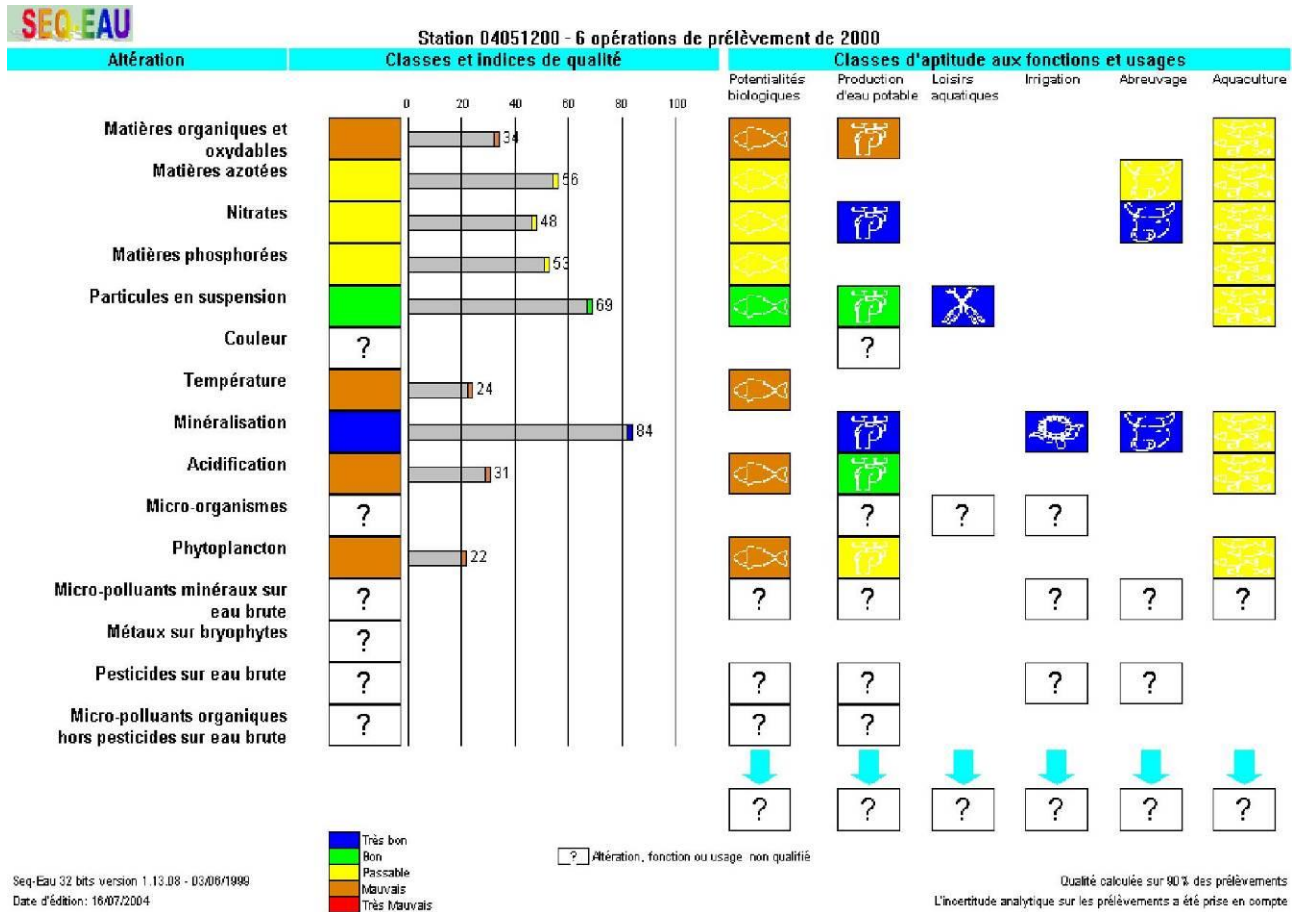 SEQ-EAU
Station 04051200 - 6 opérations de prélèvement de 2000
Altération
Classes et indices de qualité
Classes d'aptitude aux fonctions et usages
Potentialités
biologiques
Production
d'eau potable
Loisirs
aquatiques
Irrigation
Abreuvage
Aquaculture
0 20 40 60 80 100
Matières organiques et
oxydables
34
Matières azotées
56
Nitrates
48
Matières phosphorées
53
Particules en suspension
69
Couleur
? ?
Température
24
Minéralisation
84
Acidification
31
Micro-organismes
? ? ? ?
Phytoplancton
22
Micro-polluants minéraux sur
eau brute
? ? ? ? ? ?
Métaux sur bryophytes
?
Pesticides sur eau brute
? ? ? ? ?
Micro-polluants organiques
hors pesticides sur eau brute
? ? ?
? ? ? ? ? ?
Très bon
Bon
Passable
Mauvais
Très Mauvais
? Altération, fonction ou usage non qualifié
Seq-Eau 32 bits version 1.13.08 - 03/06/1999
Date d'édition: 16/07/2004
Qualité calculée sur 90 % des prélèvements
L'incertitude analytique sur les prélèvements a été prise en compte